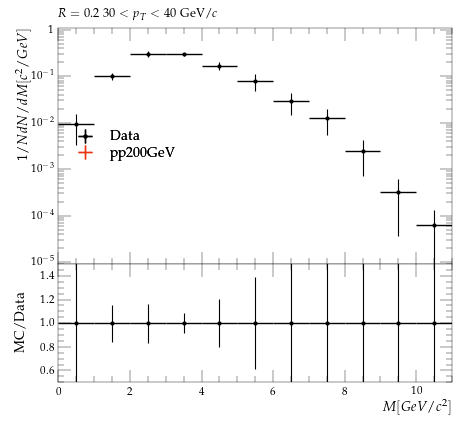 R = 0.2 30 < p_T < 40 GeV/c
1/N dN/dM[c^2/GeV]
1
10^−1
10^−2
10^−3
10^−4
10^−5
Data
pp200GeV
MC/Data
1.4
1.2
1.0
0.8
0.6
0 2 4 6 8 10
M[GeV/c^2]